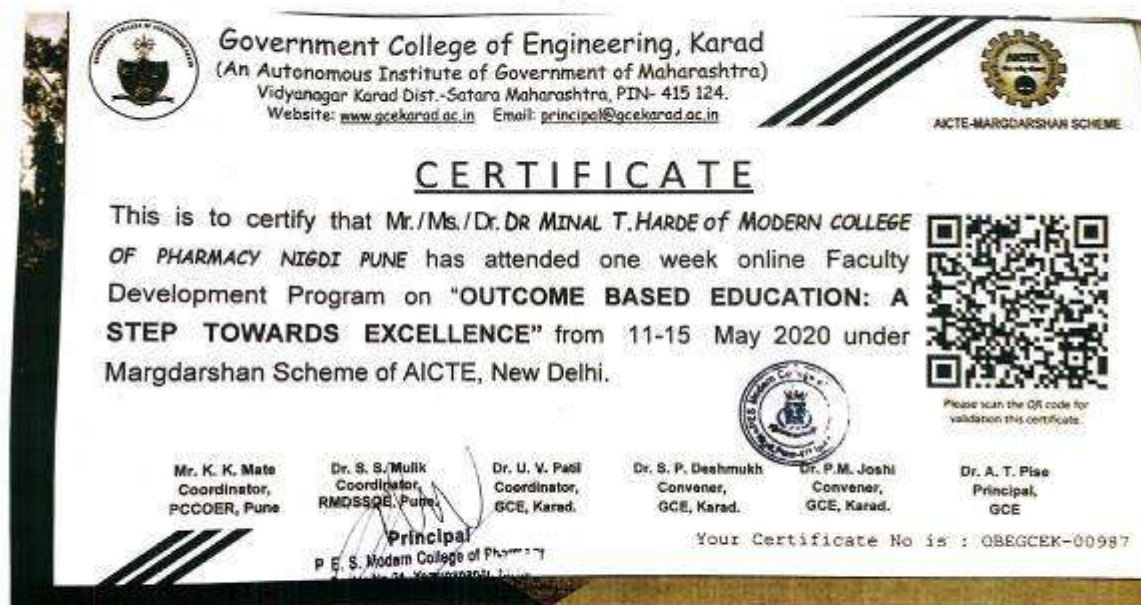 Government College of Engineering, Karad
(An Autonomous Institute of Government of Maharashtra)
Vidyanagar Karad Dist.-Satara Maharashtra, PIN- 415 124.
Website: www.gcekarad.ac.in Email: principal@gcekarad.ac.in
AICTE
AICTE-MARGDARSHAN SCHEME
CERTIFICATE
This is to certify that Mr./Ms./Dr. DR MINAL T. HARDE of MODERN COLLEGE
OF PHARMACY NIGDI PUNE has attended one week online Faculty
Development Program on "OUTCOME BASED EDUCATION: A
STEP TOWARDS EXCELLENCE" from 11-15 May 2020 under
Margdarshan Scheme of AICTE, New Delhi.
Please scan the QR code for
validation this certificate.
Mr. K. K. Mate
Coordinator,
PCCOER, Pune
Dr. S. S. Mulik
Coordinator,
RMDSSOE, Pune
Dr. U. V. Patil
Coordinator,
GCE, Karad.
Dr. S. P. Deshmukh
Convener,
GCE, Karad.
Dr. P.M. Joshi
Convener,
GCE, Karad.
Dr. A. T. Pise
Principal,
GCE
Principal
P. E. S. Modern College of
Your Certificate No is : OBEGCEK-00987